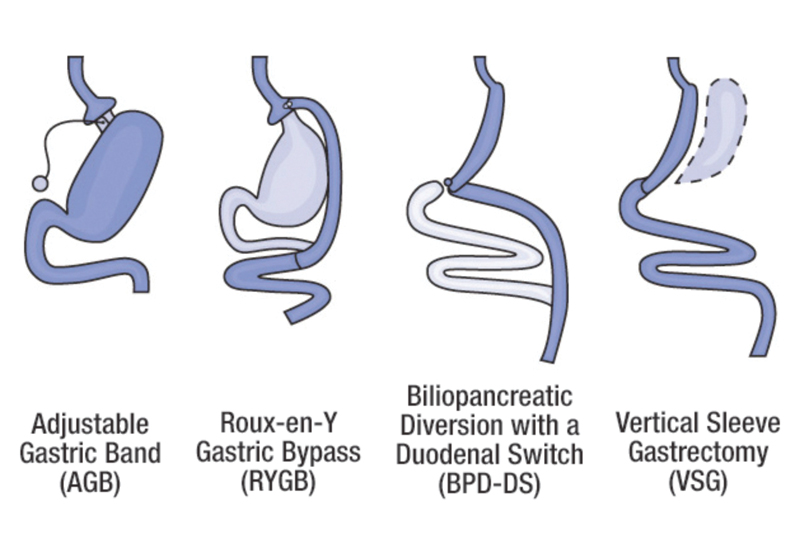 Adjustable
Gastric Band
(AGB)
Roux-en-Y
Gastric Bypass
(RYGB)
Biliopancreatic
Diversion with a
Duodenal Switch
(BPD-DS)
Vertical Sleeve
Gastrectomy
(VSG)